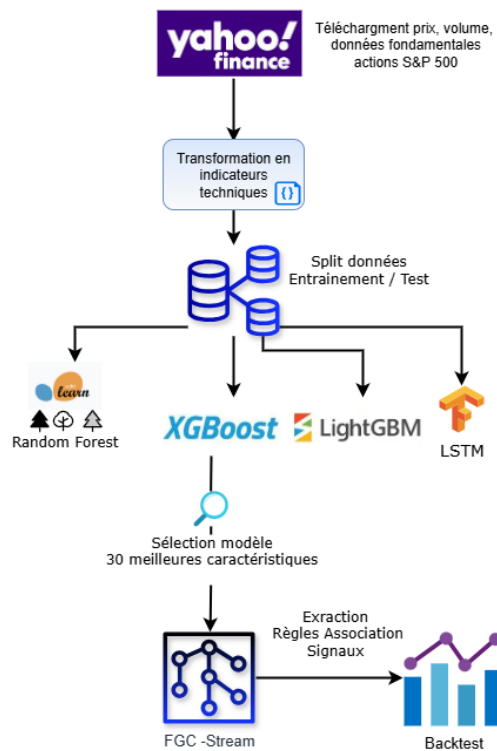 yahoo!
finance
Téléchargment prix, volume,
données fondamentales
actions S&P 500
Transformation en
indicateurs
techniques
{}
Split données
Entrainement / Test
learn
Random Forest
XGBoost
LightGBM
LSTM
Sélection modèle
30 meilleures caractéristiques
Exraction
Règles Association
Signaux
FGC -Stream
Backtest